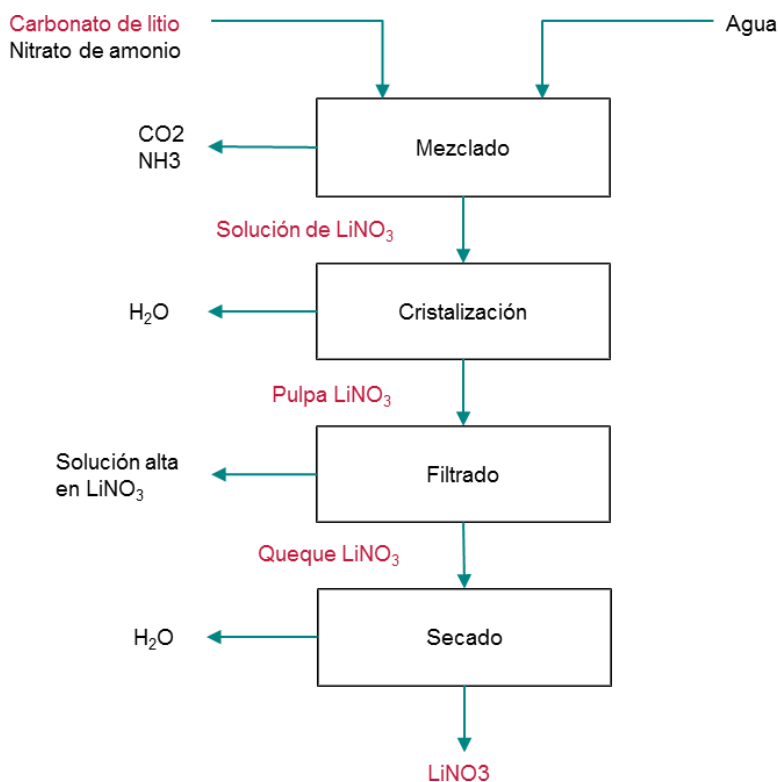 Carbonato de litio
Nitrato de amonio
Agua
Mezclado
CO2
NH3
Solución de LiNO₃
Cristalización
H₂O
Pulpa LiNO₃
Filtrado
Solución alta
en LiNO₃
Queque LiNO₃
Secado
H₂O
LiNO3